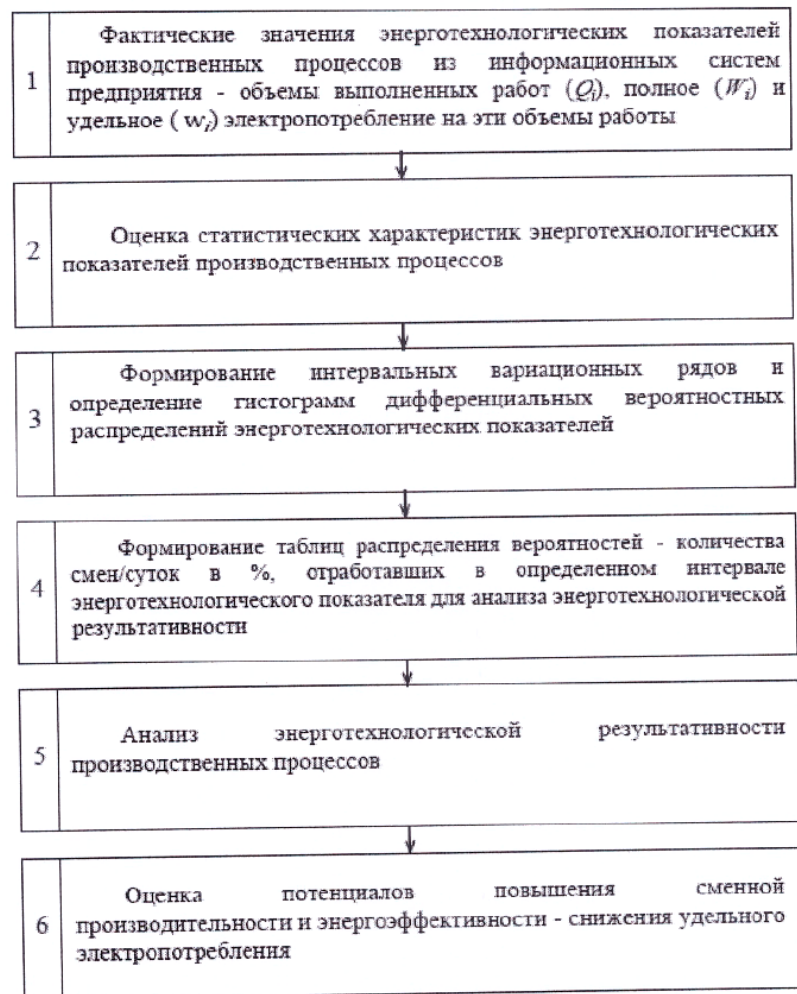 Фактические значения энерготехнологических показателей
производственных процессов из информационных систем
1
предприятия - объемы выполненных работ (Qi), полное (Wi) и
удельное ( wi) электропотребление на эти объемы работы
Оценка статистических характеристик энерготехнологических
2
показателей производственных процессов
Формирование интервальных вариационных рядов и
определение гистограмм дифференциальных вероятностных
3
распределений энерготехнологических показателей
Формирование таблиц распределения вероятностей - количества
смен/суток в %, отработавших в определенном интервале
4
энерготехнологического показателя для анализа энерготехнологической
результативности
Анализ энерготехнологической результативности
5
производственных процессов
Оценка потенциалов повышения сменной
6
производительности и энергоэффективности - снижения удельного
электропотребления